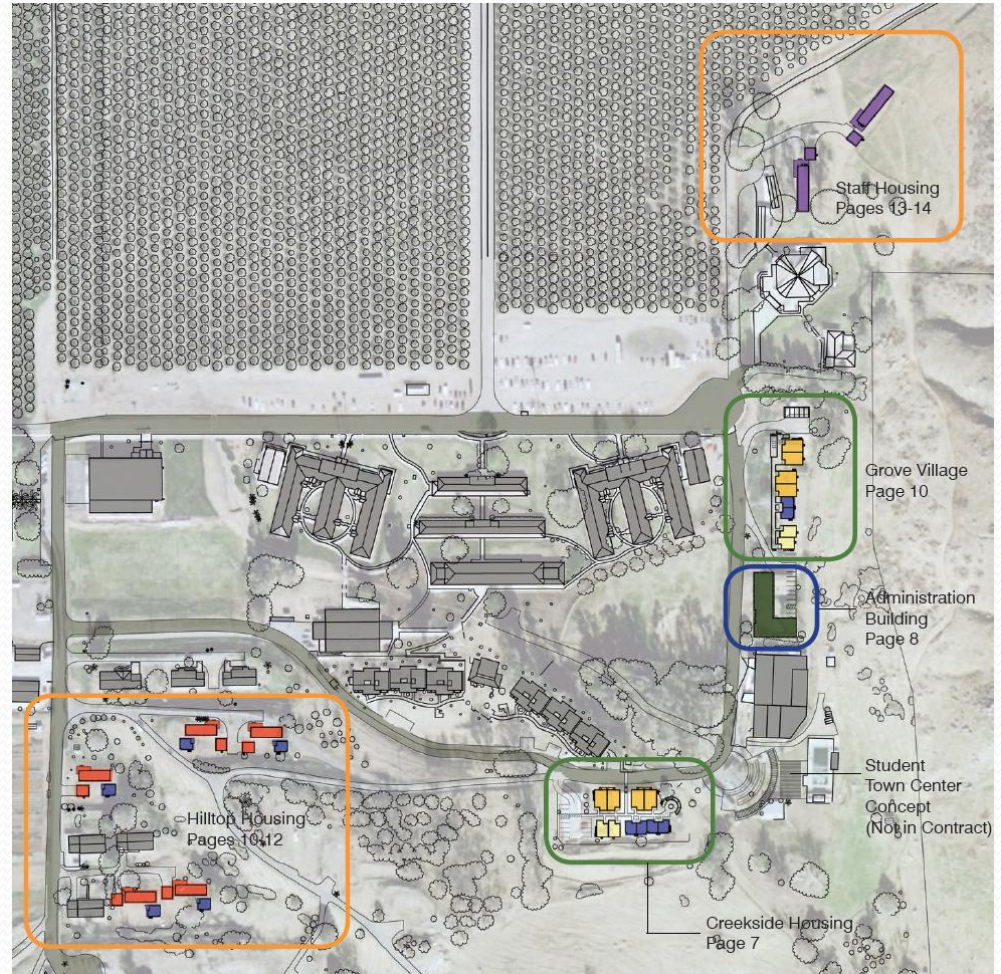 Staff Housing
Pages 13-14
Grove Village
Page 10
Administration
Building
Page 8
Student
Town Center
Concept
(Not in Contract)
Hilltop Housing
Pages 10-12
Creekside Housing
Page 7